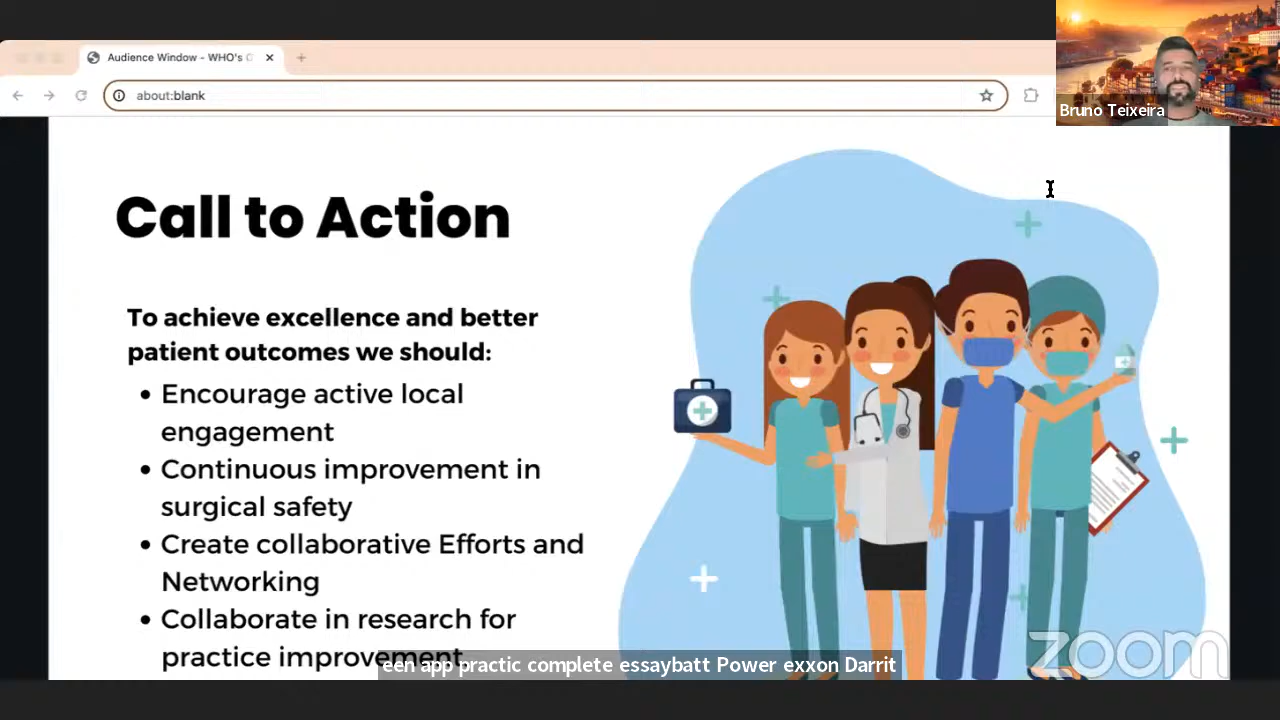 Audience Window - WHO's
about:blank
Bruno Teixeira
Call to Action
To achieve excellence and better
patient outcomes we should:
• Encourage active local
engagement
• Continuous improvement in
surgical safety
• Create collaborative Efforts and
Networking
• Collaborate in research for
practice improvement
een app practic complete essaybatt Power exxon Darrit
zoom